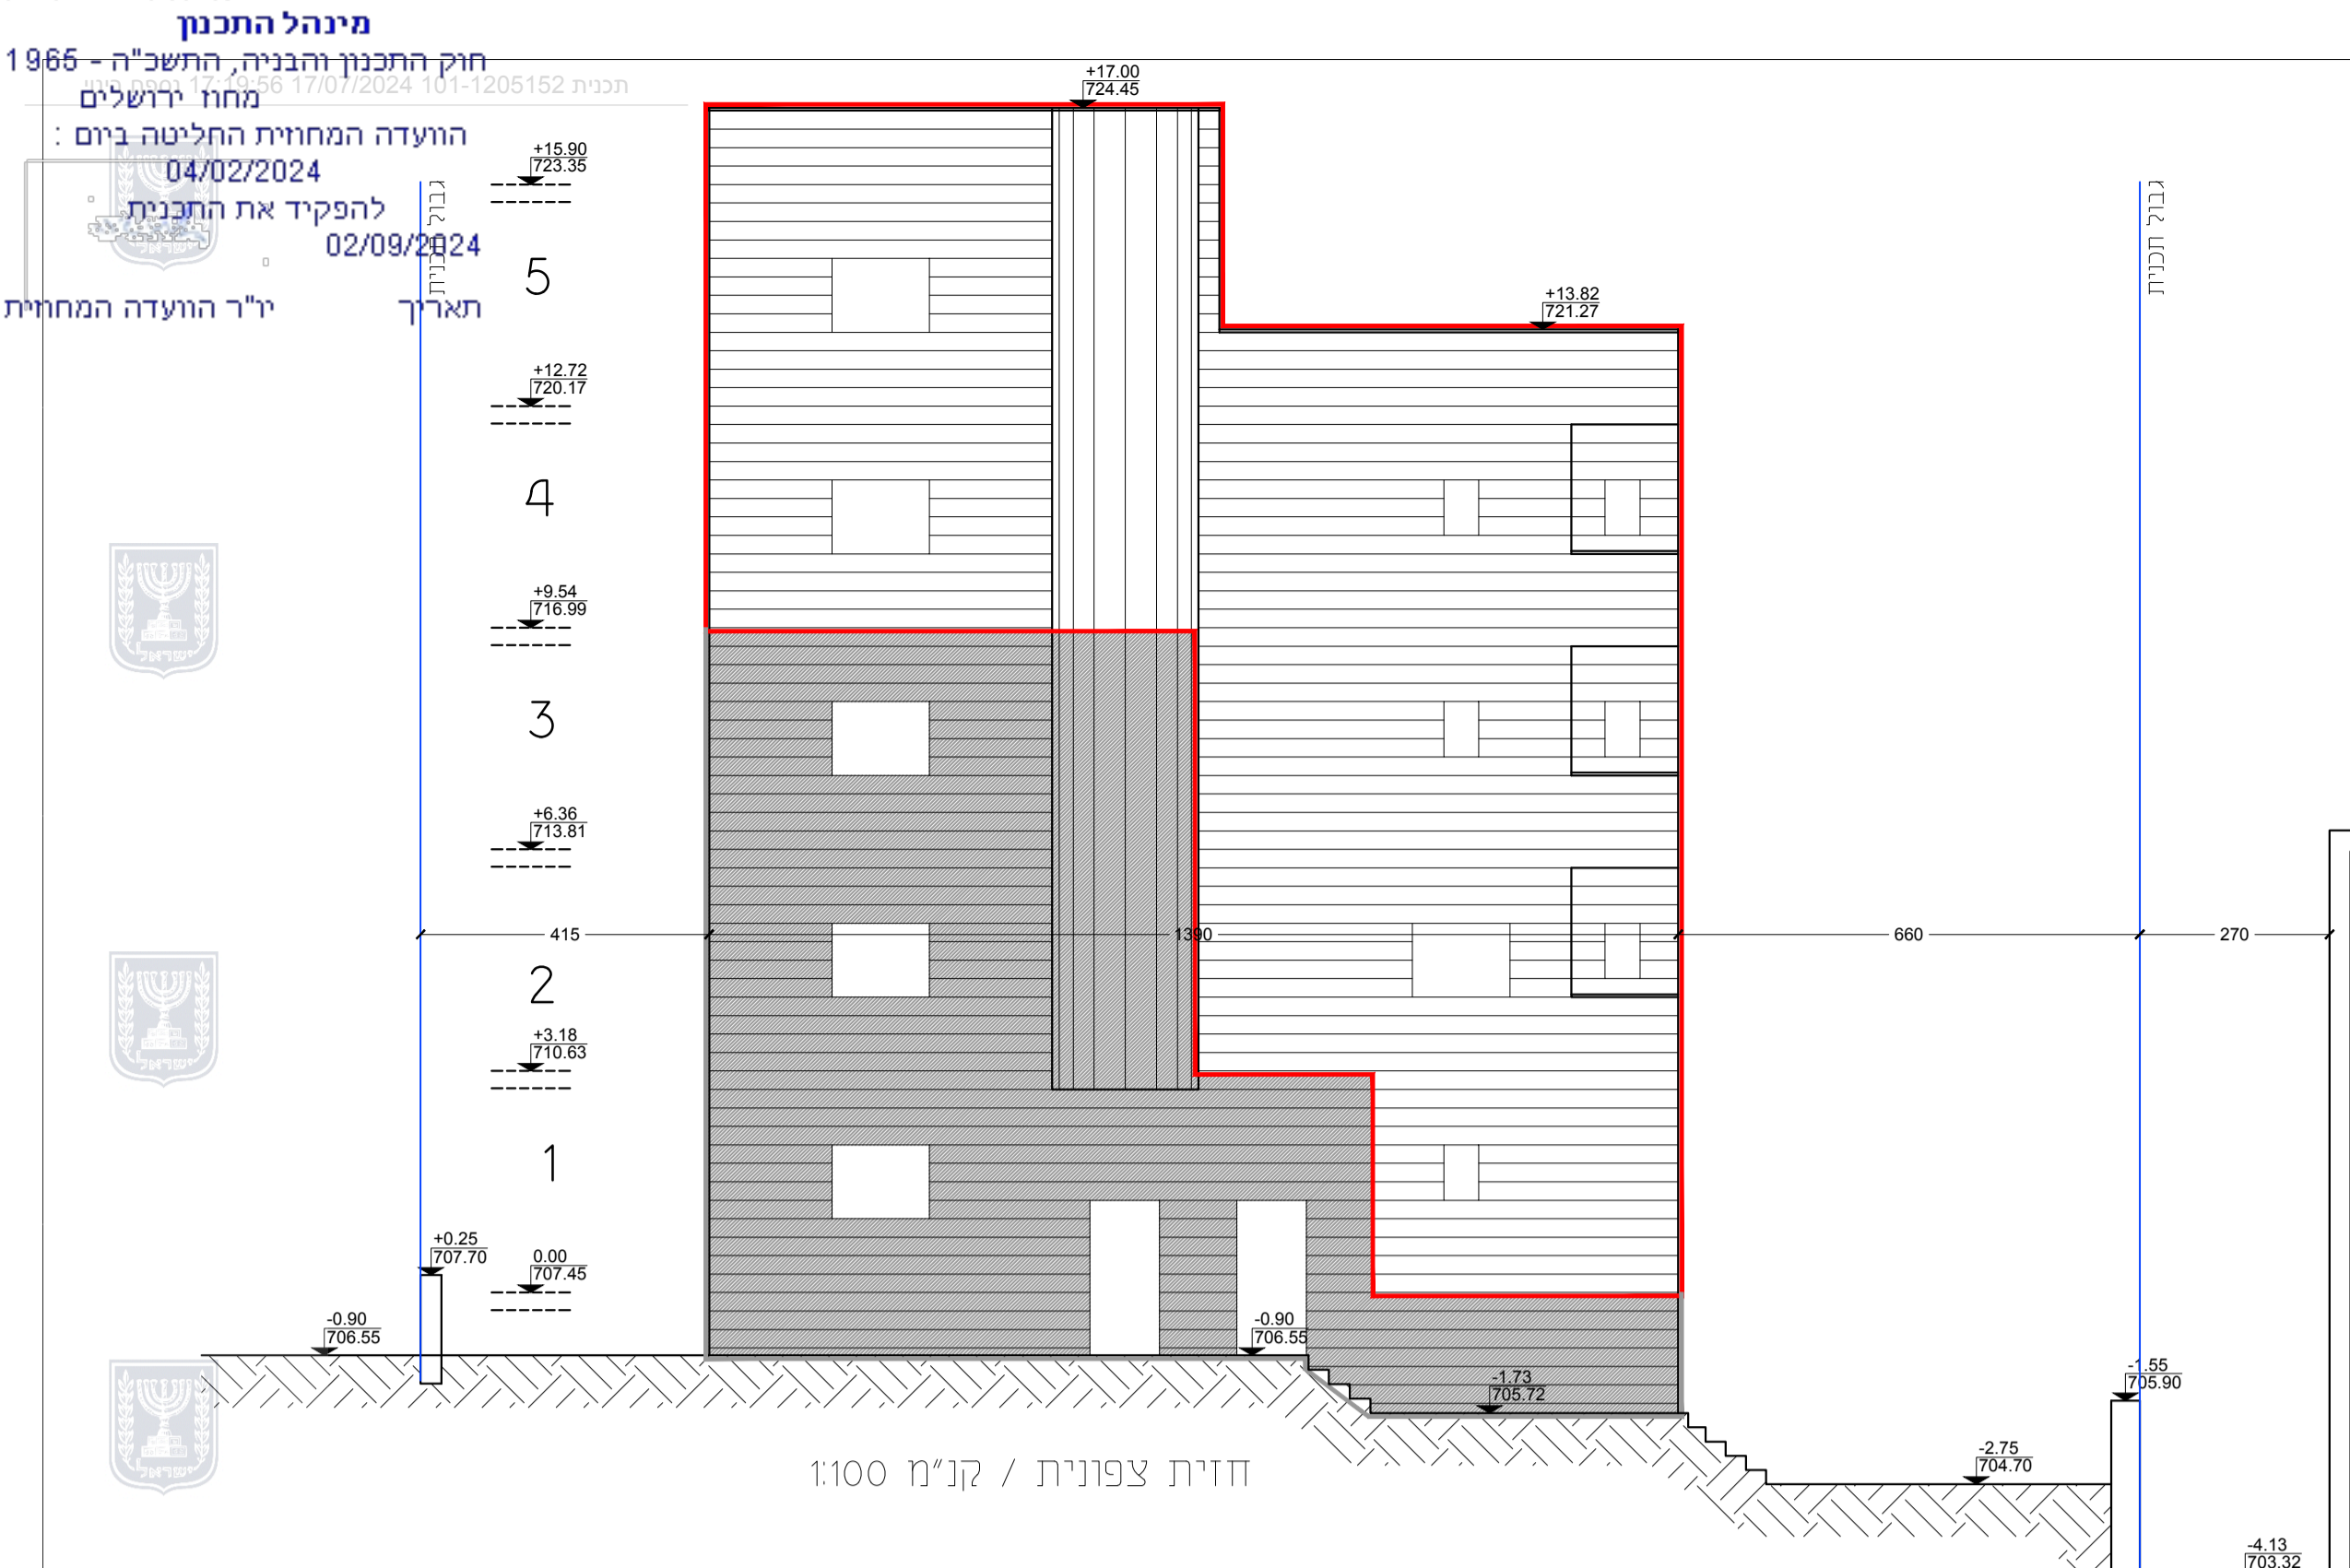 מינהל התכנון
חוק התכנון והבניה, התשכ"ה - 1965
תכנית 101-1205152 17/07/2024 17:19:56 נספח בינוי
מחוז ירושלים
הוועדה המחוזית החליטה ביום :
04/02/2024
להפקיד את התכנית
02/09/2024
תאריך יו"ר הוועדה המחוזית
גבול תכנית
גבול תכנית
+17.00
724.45
+15.90
723.35
5
+13.82
721.27
+12.72
720.17
4
+9.54
716.99
3
+6.36
713.81
415
1390
660
270
2
+3.18
710.63
1
+0.25
707.70
0.00
707.45
-0.90
706.55
-0.90
706.55
-1.73
705.72
-1.55
705.90
-2.75
704.70
-4.13
703.32
חזית צפונית / קנ"מ 1:100
ישראל
ישראל
ישראל
ישראל